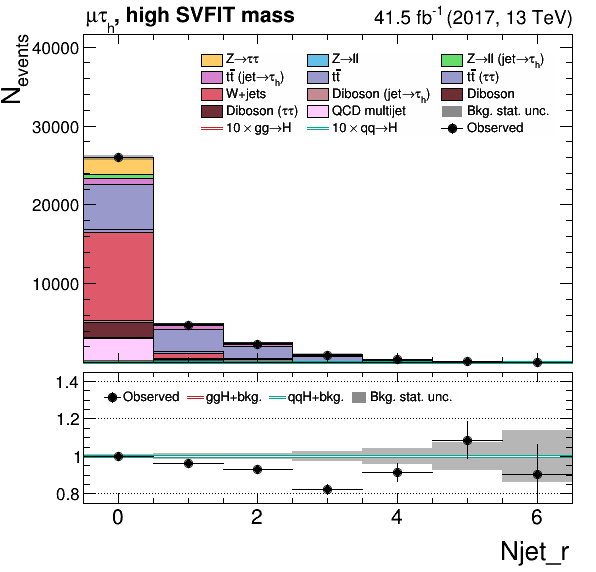 μτh, high SVFIT mass 41.5 fb⁻¹ (2017, 13 TeV)
Nevents
40000
30000
20000
10000
Z→ττ Z→ll Z→ll (jet→τh)
tt̄ (jet→τh) tt̄ tt̄ (ττ)
W+jets Diboson (jet→τh) Diboson
Diboson (ττ) QCD multijet Bkg. stat. unc.
10 × gg→H 10 × qq→H Observed
1.4
1.2
1
0.8
Observed ggH+bkg. qqH+bkg. Bkg. stat. unc.
0 2 4 6
Njet_r